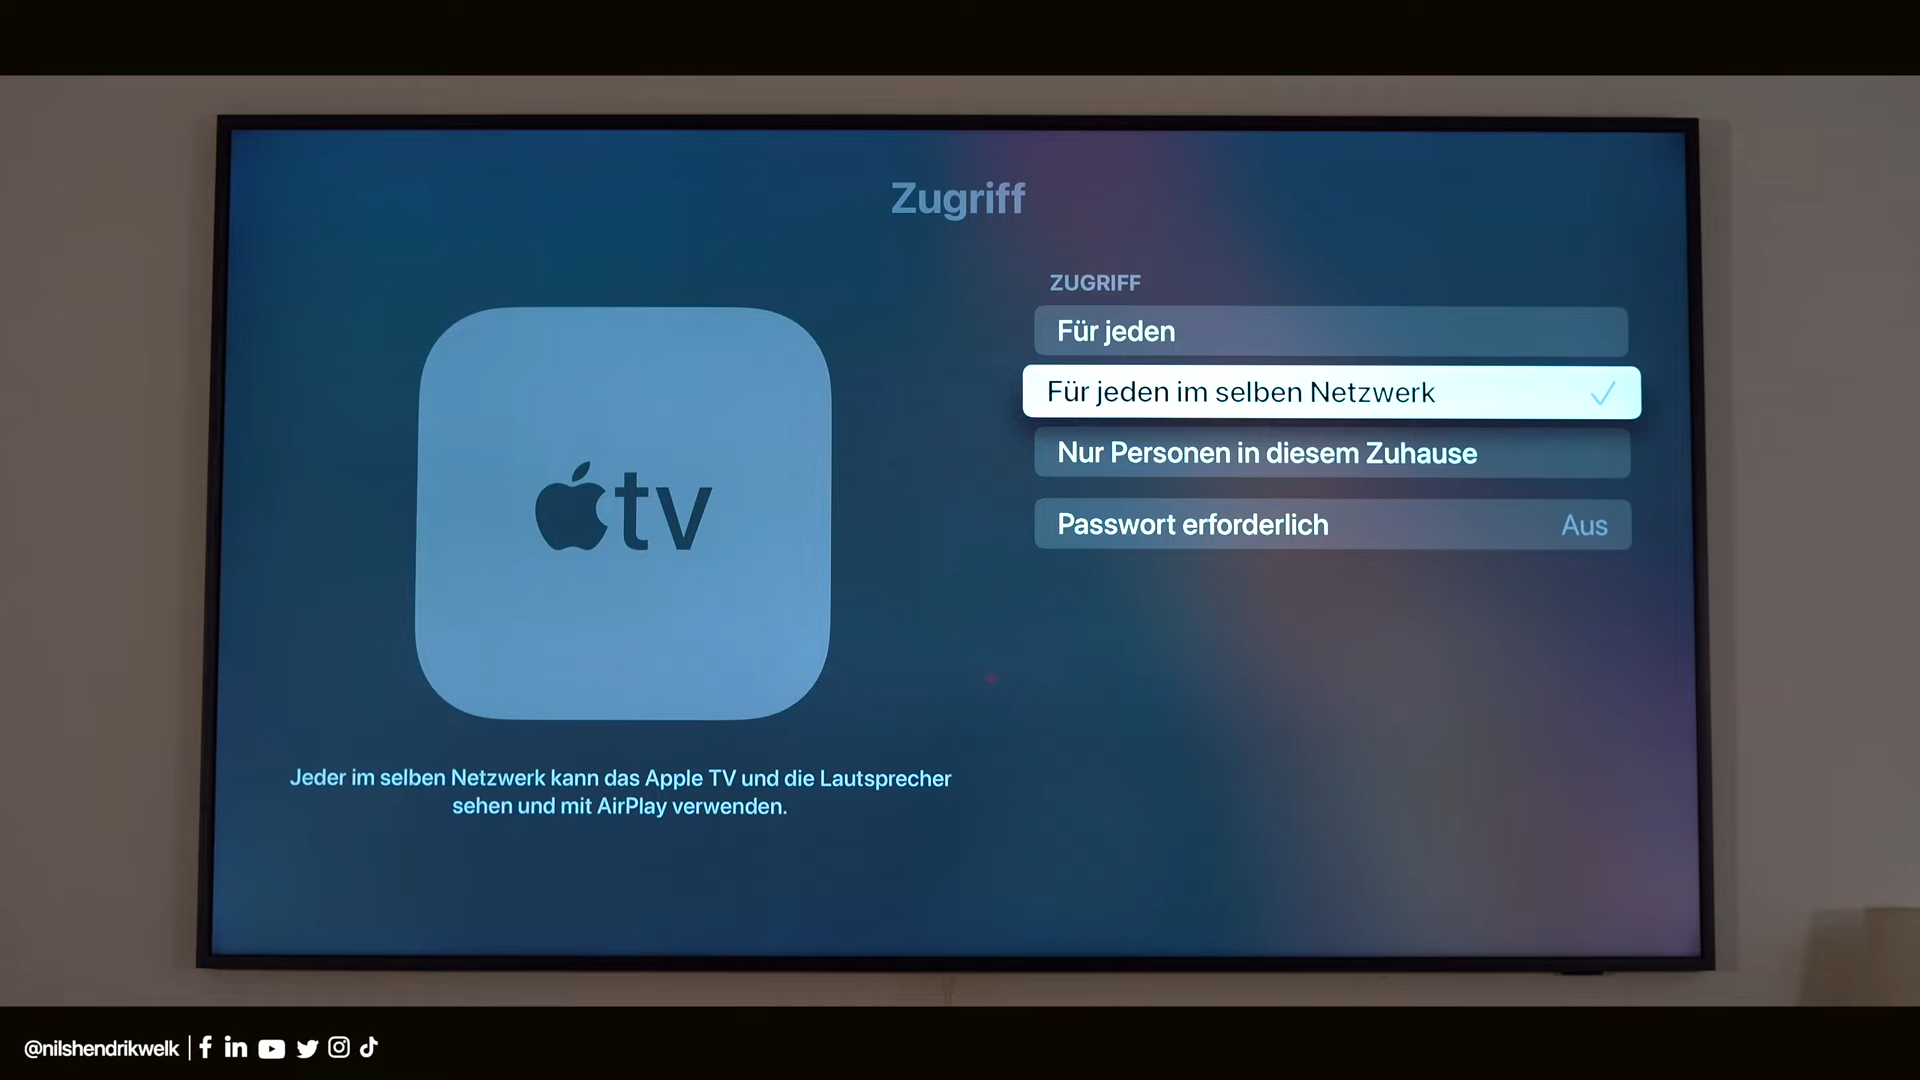 Zugriff
ZUGRIFF
Für jeden
Für jeden im selben Netzwerk
Nur Personen in diesem Zuhause
Passwort erforderlich Aus
tv
Jeder im selben Netzwerk kann das Apple TV und die Lautsprecher
sehen und mit AirPlay verwenden.
@nilshendrikwelk